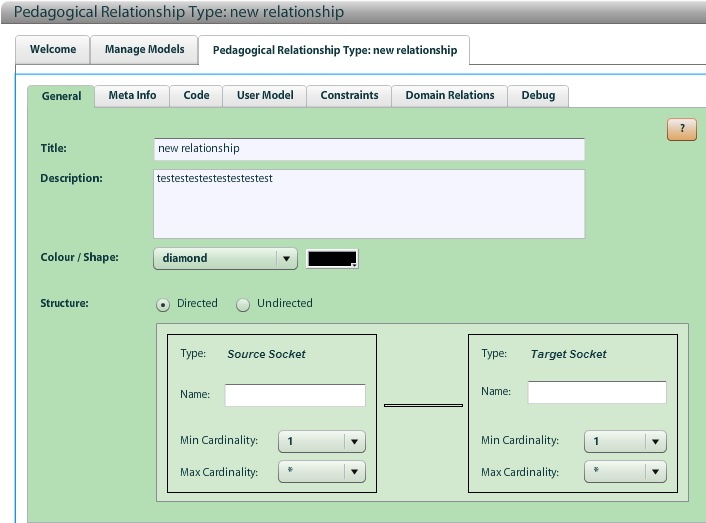 Pedagogical Relationship Type: new relationship
Welcome Manage Models Pedagogical Relationship Type: new relationship
General Meta Info Code User Model Constraints Domain Relations Debug
?
Title: new relationship
Description: testestestestestestestest
Colour / Shape: diamond
Structure: Directed Undirected
Type: Source Socket Type: Target Socket
Name: Name:
Min Cardinality: 1 Min Cardinality: 1
Max Cardinality: * Max Cardinality: *